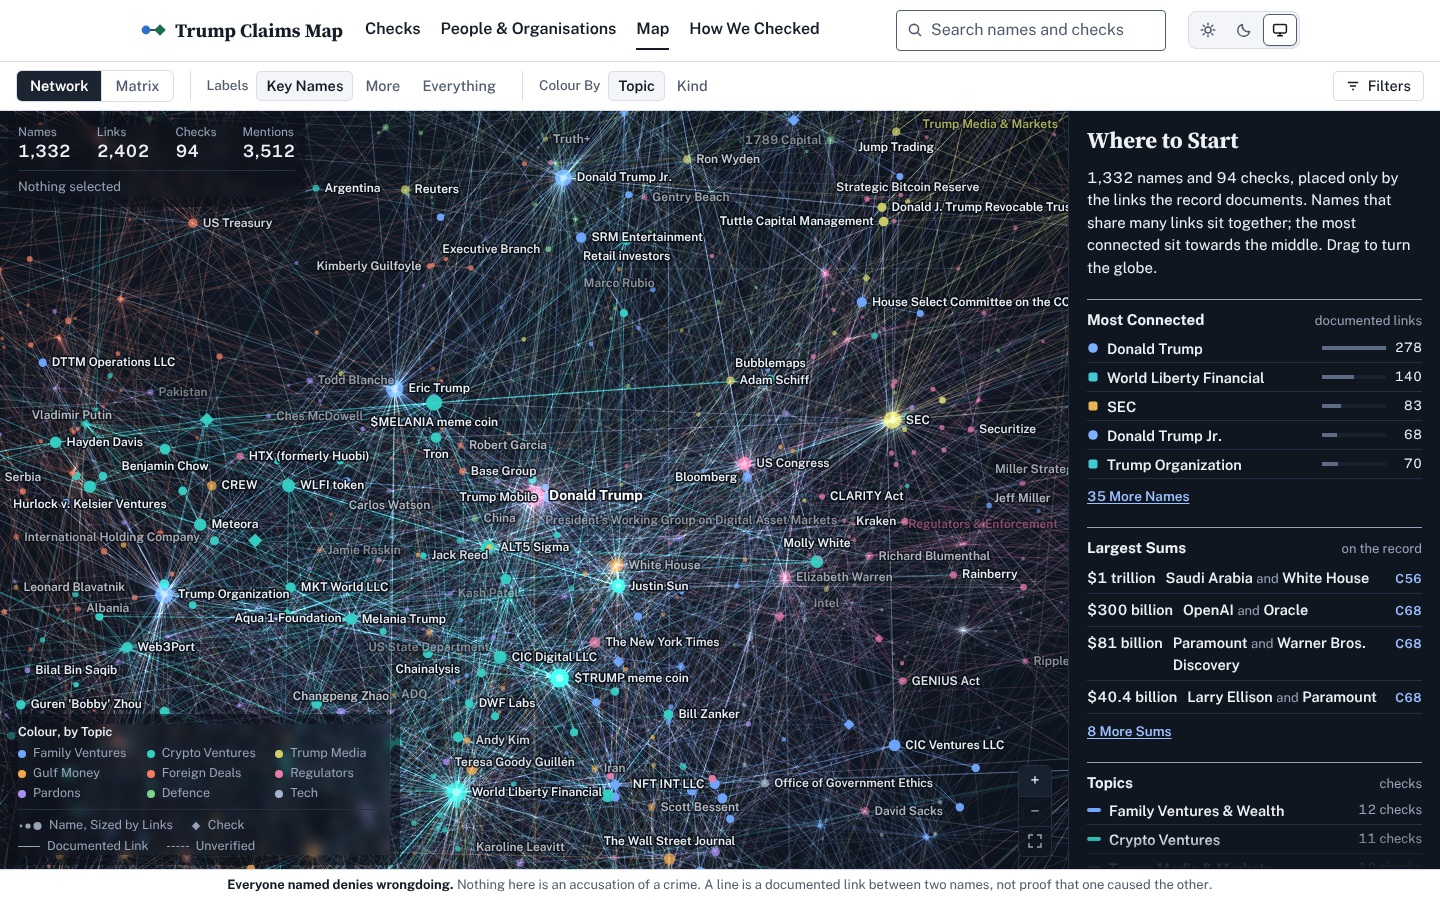 Trump Claims Map
Checks
People & Organisations
Map
How We Checked
Search names and checks
Network
Matrix
Labels
Key Names
More
Everything
Colour By
Topic
Kind
Filters
Names
Links
Checks
Mentions
1,332
2,402
94
3,512
Nothing selected
Truth+
1789 Capital
Trump Media & Markets
Jump Trading
Ron Wyden
Donald Trump Jr.
Argentina
Reuters
Gentry Beach
Strategic Bitcoin Reserve
Donald J. Trump Revocable Trus
US Treasury
Tuttle Capital Management
SRM Entertainment
Executive Branch
Retail investors
Kimberly Guilfoyle
Marco Rubio
House Select Committee on the CC
DTTM Operations LLC
Bubblemaps
Todd Blanche
Adam Schiff
Pakistan
Eric Trump
Vladimir Putin
Ches McDowell
$MELANIA meme coin
SEC
Securitize
Hayden Davis
Robert Garcia
Tron
HTX (formerly Huobi)
Benjamin Chow
Base Group
US Congress
Miller Strateg
Serbia
Bloomberg
CREW
WLFI token
Trump Mobile
Donald Trump
CLARITY Act
Jeff Miller
Hurlock v. Kelsier Ventures
Carlos Watson
China
President's Working Group on Digital Asset Markets
Kraken
Regulators & Enforcement
Meteora
International Holding Company
Jamie Raskin
Jack Reed
ALT5 Sigma
Molly White
Richard Blumenthal
White House
Elizabeth Warren
Rainberry
Leonard Blavatnik
MKT World LLC
Kash Patel
Justin Sun
Trump Organization
Albania
Intel
Aqua 1 Foundation
Melania Trump
Web3Port
US State Department
The New York Times
CIC Digital LLC
Ripple
Bilal Bin Saqib
Chainalysis
$TRUMP meme coin
GENIUS Act
Changpeng Zhao
ADQ
Guren 'Bobby' Zhou
DWF Labs
Bill Zanker
Andy Kim
CIC Ventures LLC
Teresa Goody Guillén
Iran
NFT INT LLC
Office of Government Ethics
World Liberty Financial
Scott Bessent
David Sacks
The Wall Street Journal
Karoline Leavitt
Colour, by Topic
Family Ventures
Crypto Ventures
Trump Media
Gulf Money
Foreign Deals
Regulators
Pardons
Defence
Tech
Name, Sized by Links
Check
Documented Link
Unverified
+
−
Where to Start
1,332 names and 94 checks, placed only by
the links the record documents. Names that
share many links sit together; the most
connected sit towards the middle. Drag to turn
the globe.
Most Connected
documented links
Donald Trump 278
World Liberty Financial 140
SEC 83
Donald Trump Jr. 68
Trump Organization 70
35 More Names
Largest Sums
on the record
$1 trillion Saudi Arabia and White House C56
$300 billion OpenAI and Oracle C68
$81 billion Paramount and Warner Bros. C68
Discovery
$40.4 billion Larry Ellison and Paramount C68
8 More Sums
Topics
checks
Family Ventures & Wealth 12 checks
Crypto Ventures 11 checks
Everyone named denies wrongdoing. Nothing here is an accusation of a crime. A line is a documented link between two names, not proof that one caused the other.